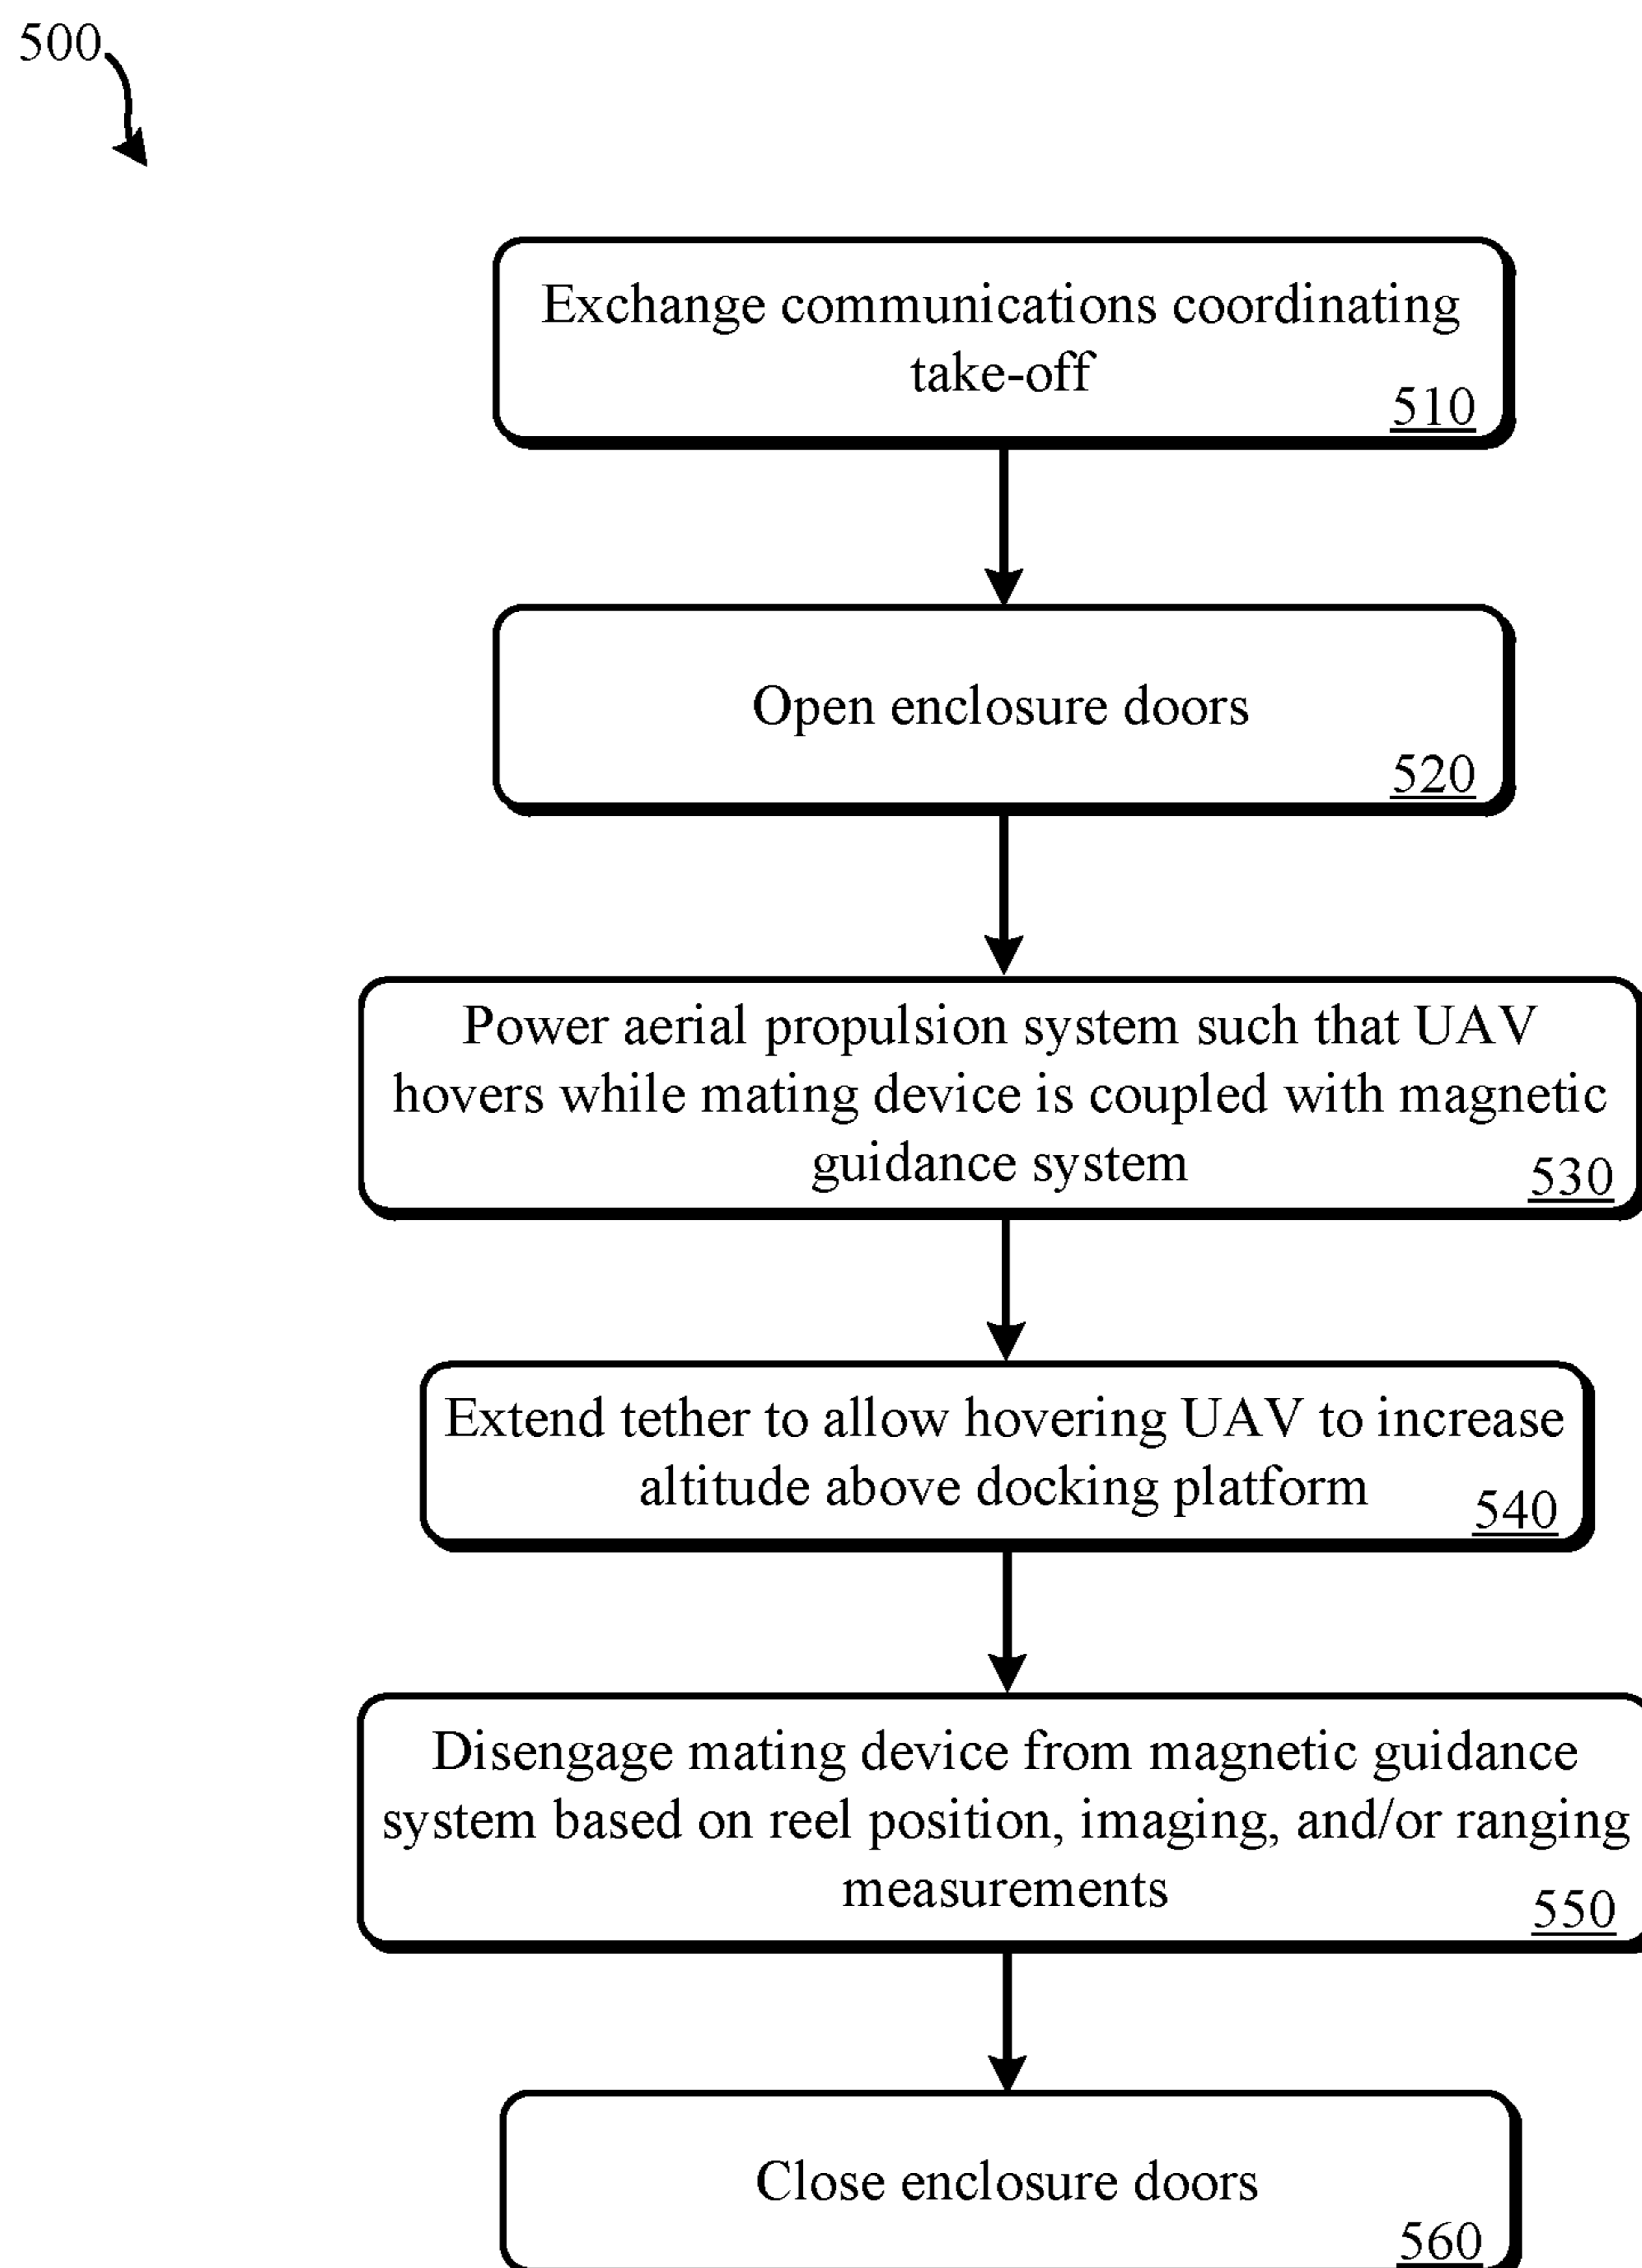 500
Exchange communications coordinating
take-off
510
Open enclosure doors
520
Power aerial propulsion system such that UAV
hovers while mating device is coupled with magnetic
guidance system
530
Extend tether to allow hovering UAV to increase
altitude above docking platform
540
Disengage mating device from magnetic guidance
system based on reel position, imaging, and/or ranging
measurements
550
Close enclosure doors
560